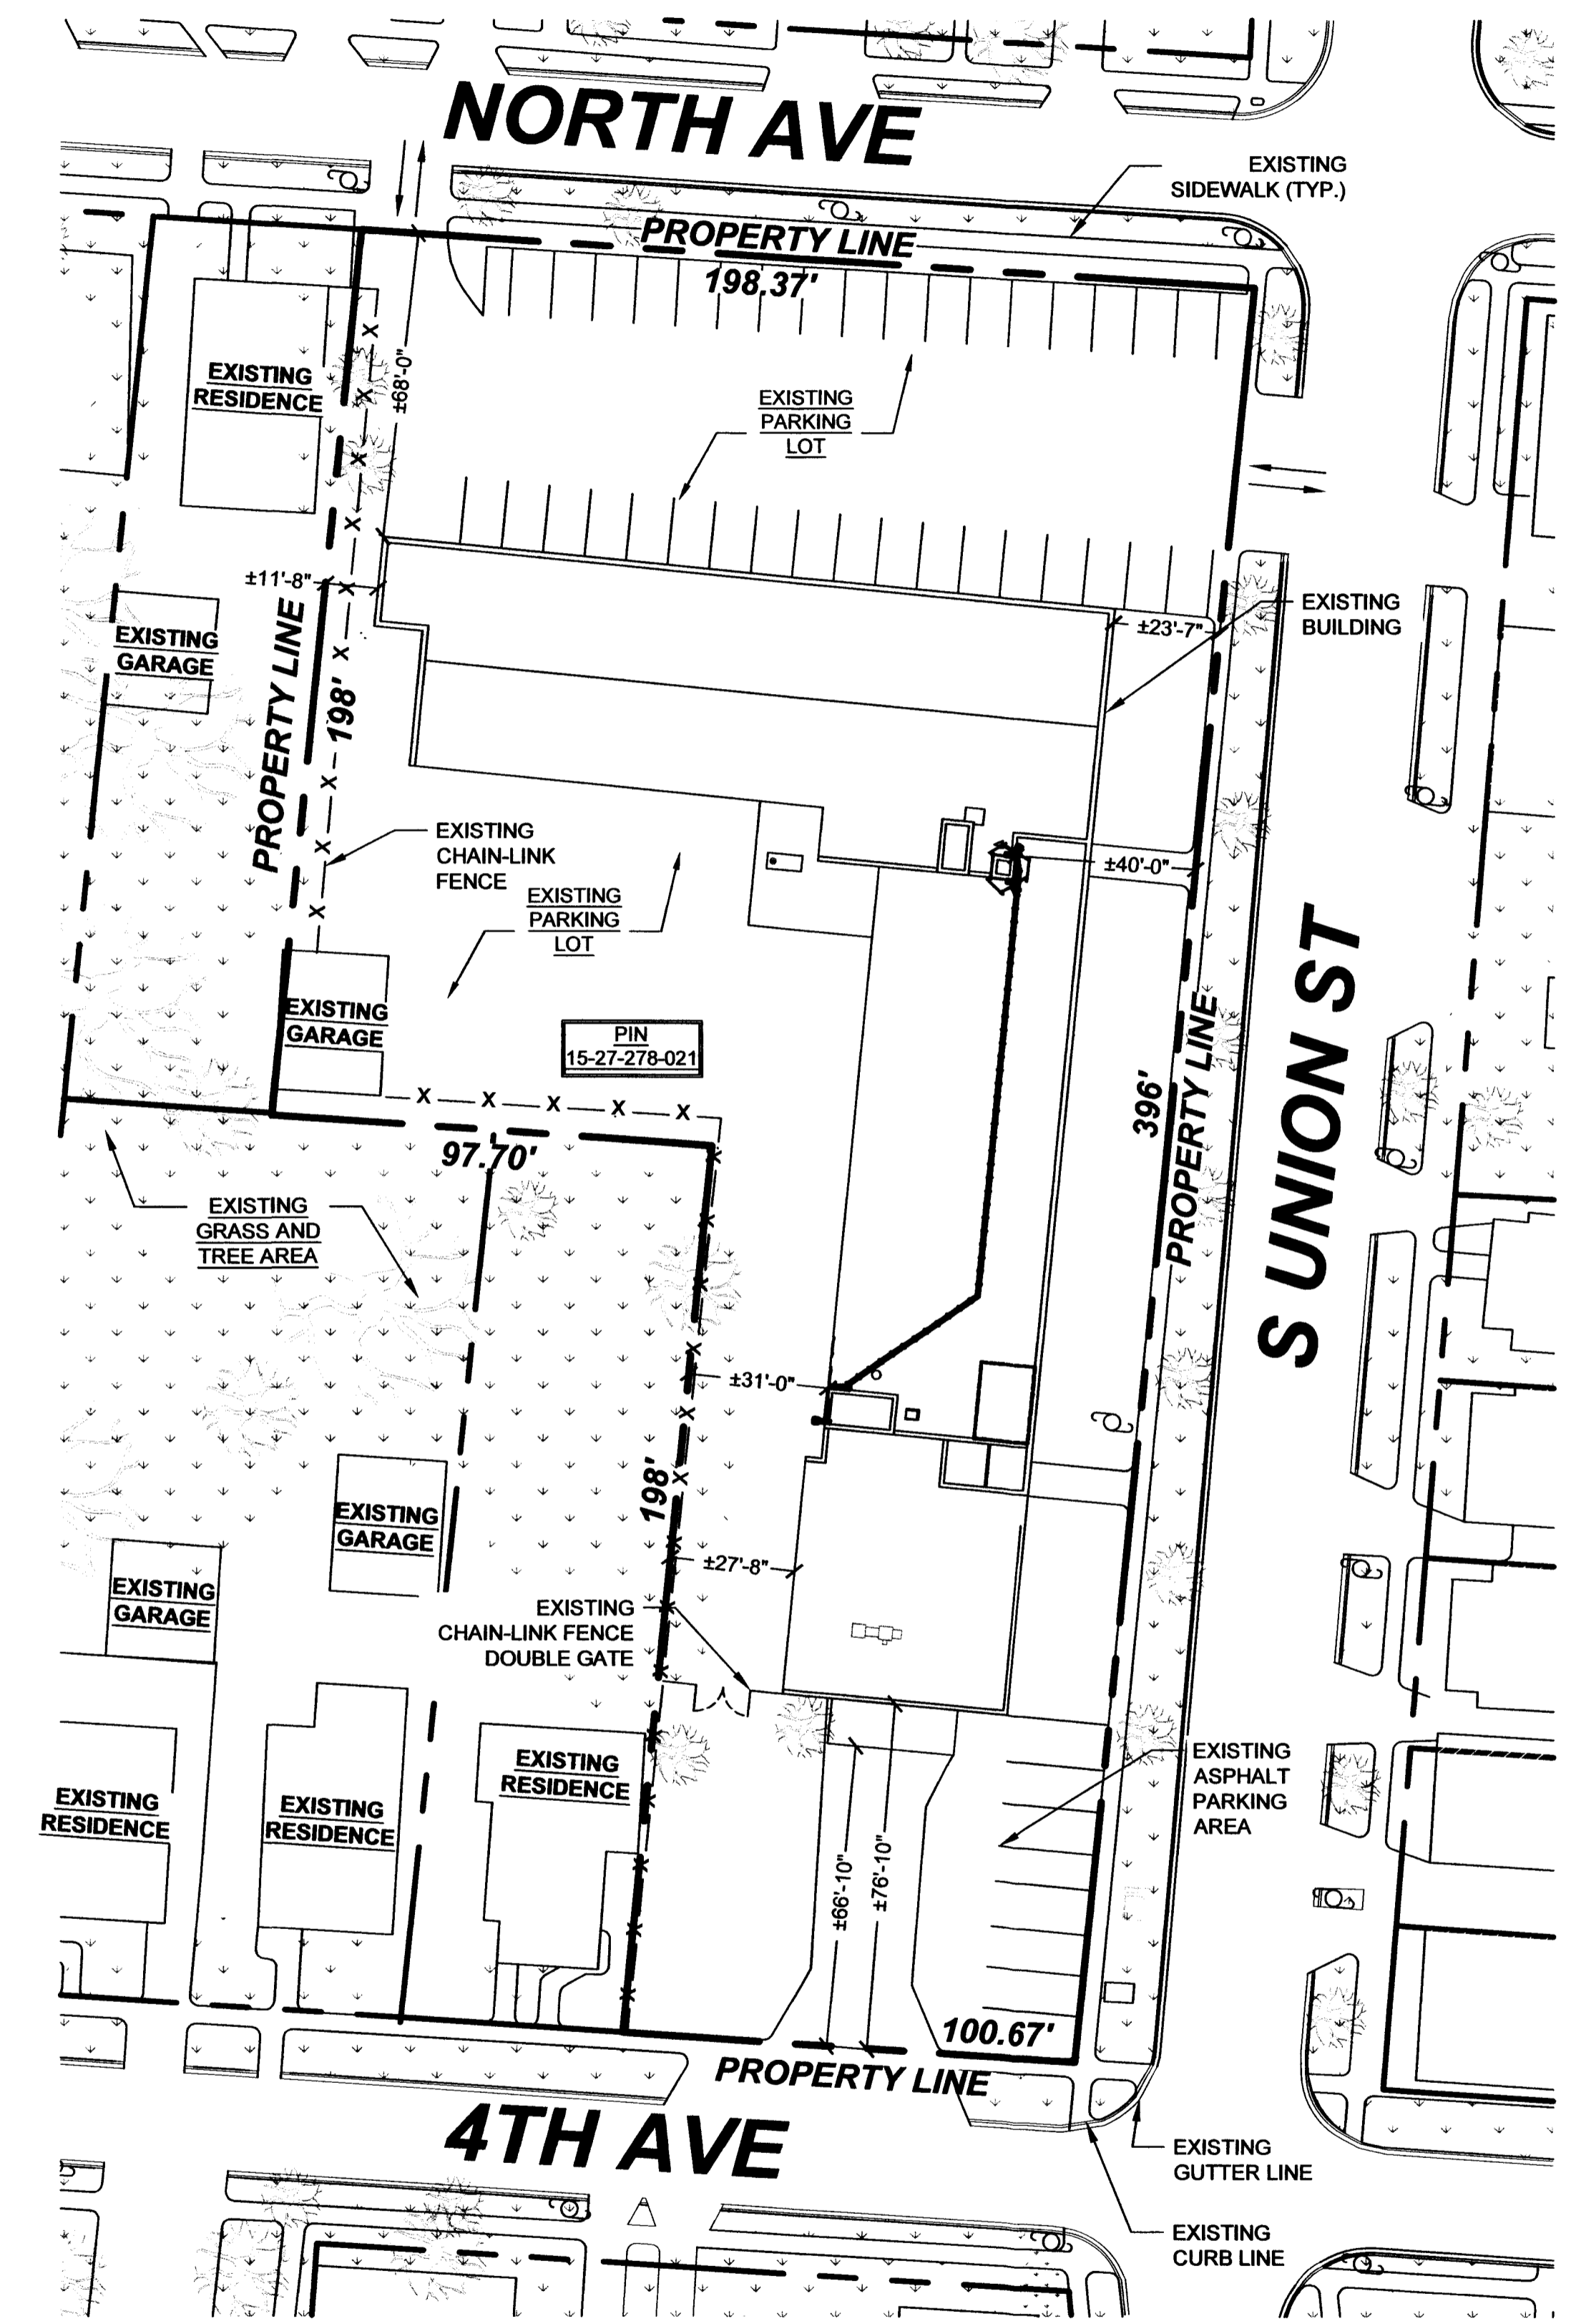 NORTH AVE
EXISTING
SIDEWALK (TYP.)
PROPERTY LINE
198.37'
EXISTING
RESIDENCE
±68'-0"
EXISTING
PARKING
LOT
±11'-8"
EXISTING
GARAGE
PROPERTY LINE
198'
±23'-7"
EXISTING
BUILDING
EXISTING
CHAIN-LINK
FENCE
EXISTING
PARKING
LOT
±40'-0"
EXISTING
GARAGE
PIN
15-27-278-021
S UNION ST
396'
PROPERTY LINE
97.70'
EXISTING
GRASS AND
TREE AREA
±31'-0"
198'
EXISTING
GARAGE
EXISTING
GARAGE
±27'-8"
EXISTING
CHAIN-LINK FENCE
DOUBLE GATE
EXISTING
RESIDENCE
EXISTING
RESIDENCE
EXISTING
RESIDENCE
EXISTING
ASPHALT
PARKING
AREA
±66'-10"
±76'-10"
100.67'
PROPERTY LINE
4TH AVE
EXISTING
GUTTER LINE
EXISTING
CURB LINE